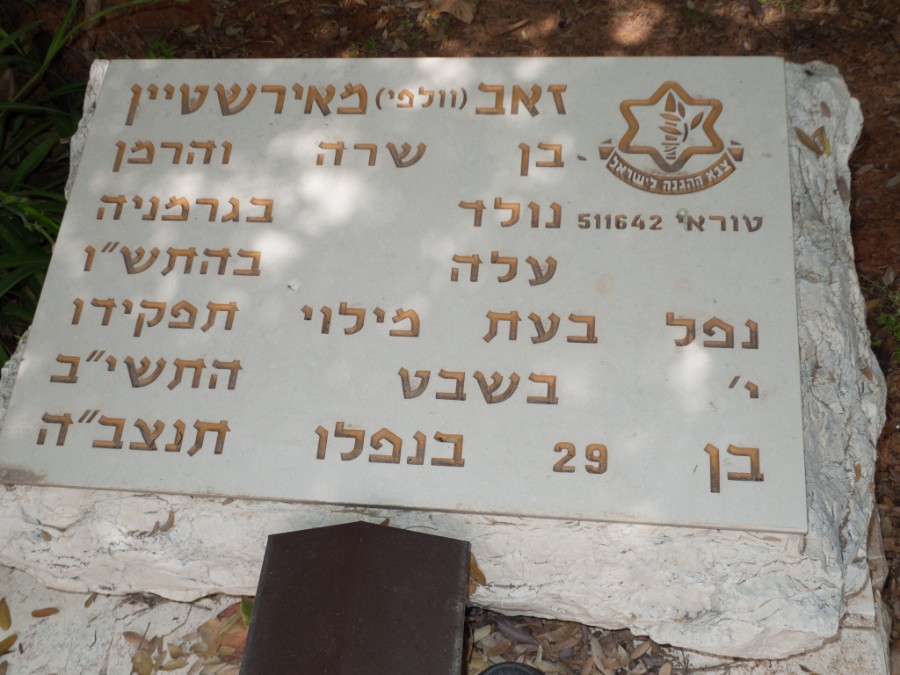 זאב (וולפי) מאירשטיין
בן שרה והרמן
צבא ההגנה לישראל
טוראי 511642 נולד בגרמניה
עלה בהתש"ו
נפל בעת מילוי תפקידו
י' בשבט התשי"ב
בן 29 בנפלו תנצב"ה